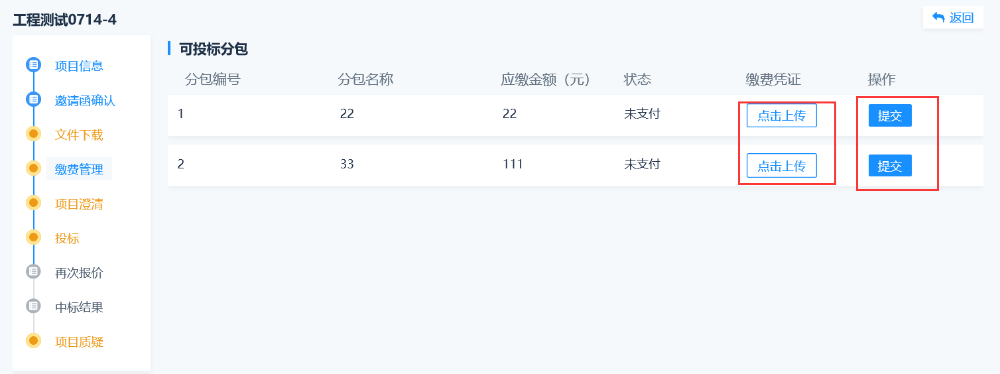 工程测试0714-4
返回
项目信息
邀请函确认
文件下载
缴费管理
项目澄清
投标
再次报价
中标结果
项目质疑
可投标分包
分包编号 分包名称 应缴金额（元） 状态 缴费凭证 操作
1 22 22 未支付 点击上传 提交
2 33 111 未支付 点击上传 提交